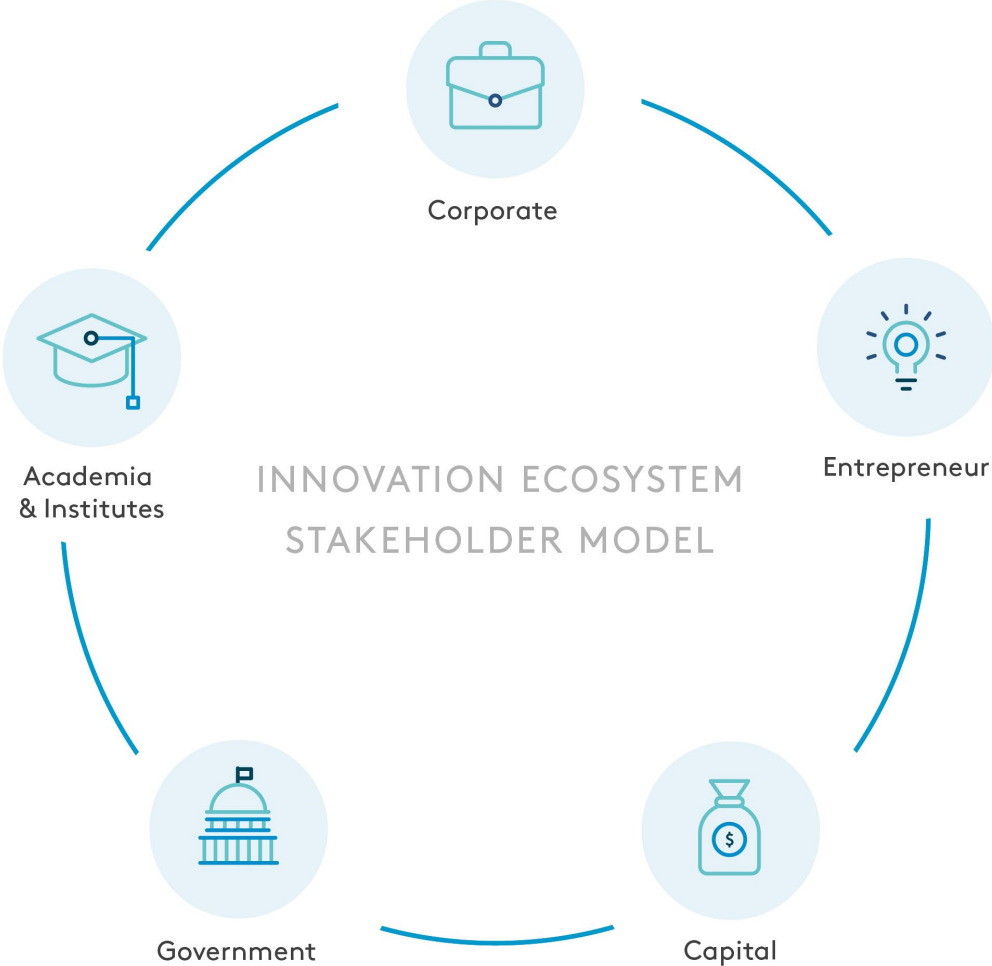 Corporate
Entrepreneur
Academia
& Institutes
INNOVATION ECOSYSTEM
STAKEHOLDER MODEL
$
Government
Capital